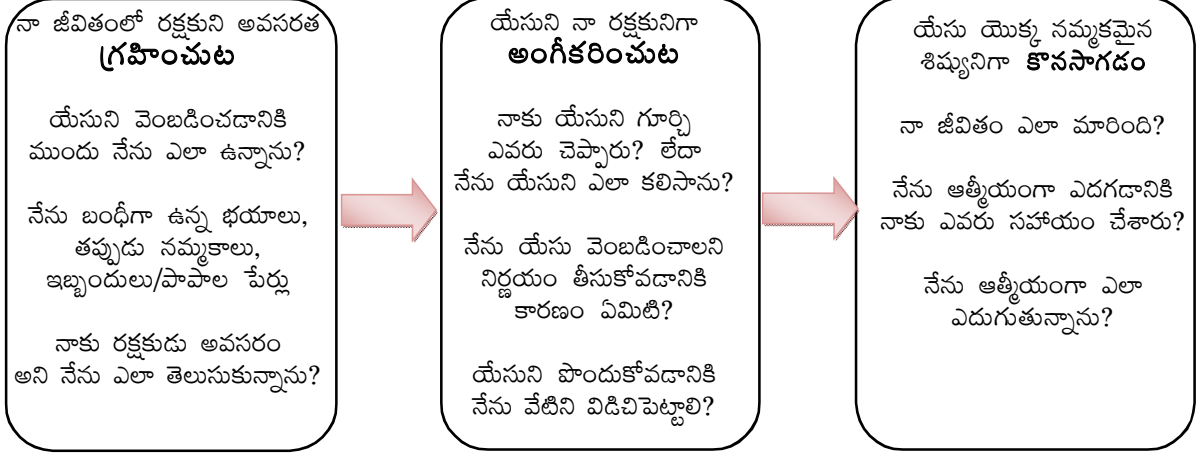 నా జీవితంలో రక్షకుని అవసరత
గ్రహించుట
యేసుని వెంబడించడానికి
ముందు నేను ఎలా ఉన్నాను?
నేను బంధీగా ఉన్న భయాలు,
తప్పుడు నమ్మకాలు,
ఇబ్బందులు/పాపాల పేర్లు
నాకు రక్షకుడు అవసరం
అని నేను ఎలా తెలుసుకున్నాను?
యేసుని నా రక్షకునిగా
అంగీకరించుట
నాకు యేసుని గూర్చి
ఎవరు చెప్పారు? లేదా
నేను యేసుని ఎలా కలిసాను?
నేను యేసు వెంబడించాలని
నిర్ణయం తీసుకోవడానికి
కారణం ఏమిటి?
యేసుని పొందుకోవడానికి
నేను వేటిని విడిచిపెట్టాలి?
యేసు యొక్క నమ్మకమైన
శిష్యునిగా కొనసాగడం
నా జీవితం ఎలా మారింది?
నేను ఆత్మీయంగా ఎదగడానికి
నాకు ఎవరు సహాయం చేశారు?
నేను ఆత్మీయంగా ఎలా
ఎదుగుతున్నాను?